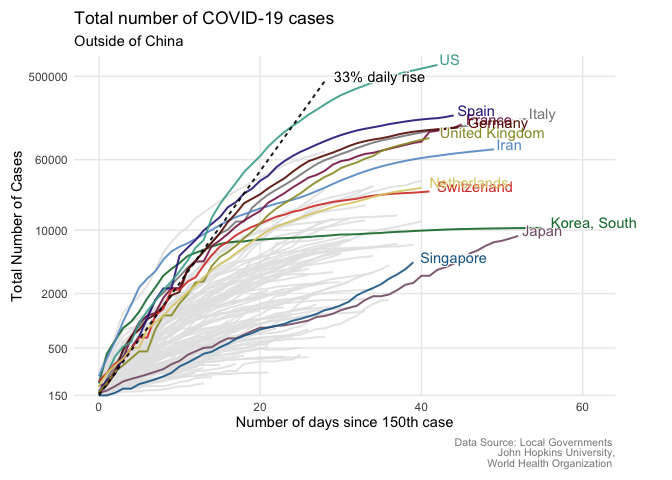 Total number of COVID-19 cases
Outside of China
US
500000
33% daily rise
Spain
Italy
France
Germany
United Kingdom
60000
Iran
Netherlands
Switzerland
Korea, South
10000
Japan
Singapore
2000
500
150
0
20
40
60
Total Number of Cases
Number of days since 150th case
Data Source: Local Governments
John Hopkins University,
World Health Organization